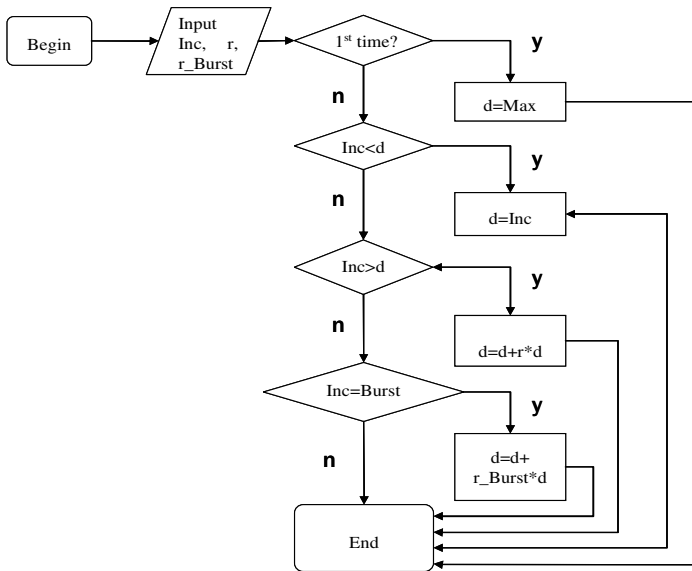 Begin
Input
Inc, r,
r_Burst
1st time?
y
d=Max
n
Inc<d
y
d=Inc
n
Inc>d
y
d=d+r*d
n
Inc=Burst
y
d=d+
r_Burst*d
n
End